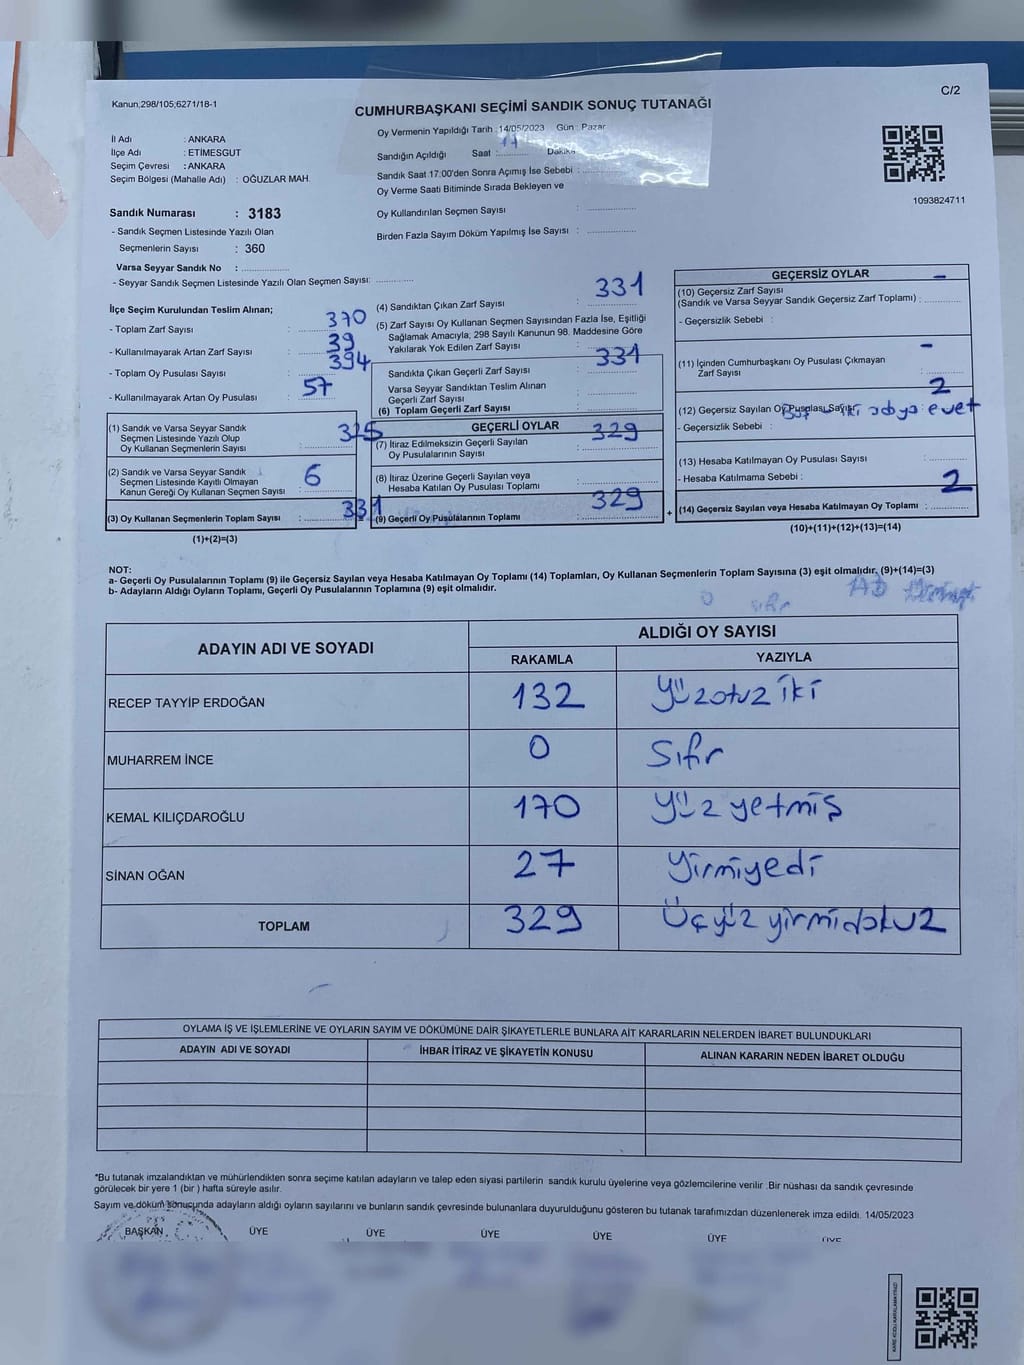 Kanun;298/105;6271/18-1
C/2
CUMHURBAŞKANI SEÇİMİ SANDIK SONUÇ TUTANAĞI
İl Adı : ANKARA
İlçe Adı : ETİMESGUT
Seçim Çevresi : ANKARA
Seçim Bölgesi (Mahalle Adı) : OĞUZLAR MAH.
Oy Vermenin Yapıldığı Tarih : 14/05/2023 Gün : Pazar
Sandığın Açıldığı Saat : 17 Dakika
Sandık Saat 17:00'den Sonra Açımış İse Sebebi :
Oy Verme Saati Bitiminde Sırada Bekleyen ve
Oy Kullandırılan Seçmen Sayısı :
Birden Fazla Sayım Döküm Yapılmış İse Sayısı :
1093824711
Sandık Numarası : 3183
- Sandık Seçmen Listesinde Yazılı Olan
Seçmenlerin Sayısı : 360
Varsa Seyyar Sandık No :
- Seyyar Sandık Seçmen Listesinde Yazılı Olan Seçmen Sayısı:
İlçe Seçim Kurulundan Teslim Alınan;
- Toplam Zarf Sayısı : 370
- Kullanılmayarak Artan Zarf Sayısı : 39
- Toplam Oy Pusulası Sayısı : 394
- Kullanılmayarak Artan Oy Pusulası : 57
(1) Sandık ve Varsa Seyyar Sandık
Seçmen Listesinde Yazılı Olup
Oy Kullanan Seçmenlerin Sayısı : 325
(2) Sandık ve Varsa Seyyar Sandık
Seçmen Listesinde Kayıtlı Olmayan
Kanun Gereği Oy Kullanan Seçmen Sayısı : 6
(3) Oy Kullanan Seçmenlerin Toplam Sayısı : 331
(1)+(2)=(3)
(4) Sandıktan Çıkan Zarf Sayısı : 331
(5) Zarf Sayısı Oy Kullanan Seçmen Sayısından Fazla İse, Eşitliği
Sağlamak Amacıyla, 298 Sayılı Kanunun 98. Maddesine Göre
Yakılarak Yok Edilen Zarf Sayısı :
Sandıkta Çıkan Geçerli Zarf Sayısı : 331
Varsa Seyyar Sandıktan Teslim Alınan
Geçerli Zarf Sayısı :
(6) Toplam Geçerli Zarf Sayısı :
GEÇERLİ OYLAR
(7) İtiraz Edilmeksizin Geçerli Sayılan
Oy Pusulalarının Sayısı : 329
(8) İtiraz Üzerine Geçerli Sayılan veya
Hesaba Katılan Oy Pusulası Toplamı :
(9) Geçerli Oy Pusulalarının Toplamı : 329
+
GEÇERSİZ OYLAR
(10) Geçersiz Zarf Sayısı –
(Sandık ve Varsa Seyyar Sandık Geçersiz Zarf Toplamı) :
- Geçersizlik Sebebi :
(11) İçinden Cumhurbaşkanı Oy Pusulası Çıkmayan –
Zarf Sayısı :
(12) Geçersiz Sayılan Oy Pusulası Sayısı : 2
- Geçersizlik Sebebi : iki adaya evet
(13) Hesaba Katılmayan Oy Pusulası Sayısı :
- Hesaba Katılmama Sebebi :
(14) Geçersiz Sayılan veya Hesaba Katılmayan Oy Toplamı : 2
(10)+(11)+(12)+(13)=(14)
NOT:
a- Geçerli Oy Pusulalarının Toplamı (9) ile Geçersiz Sayılan veya Hesaba Katılmayan Oy Toplamı (14) Toplamları, Oy Kullanan Seçmenlerin Toplam Sayısına (3) eşit olmalıdır. (9)+(14)=(3)
b- Adayların Aldığı Oyların Toplamı, Geçerli Oy Pusulalarının Toplamına (9) eşit olmalıdır.
0 sıfır
ADAYIN ADI VE SOYADI
ALDIĞI OY SAYISI
RAKAMLA YAZIYLA
RECEP TAYYİP ERDOĞAN 132 Yüzotuz iki
MUHARREM İNCE 0 Sıfır
KEMAL KILIÇDAROĞLU 170 Yüz yetmiş
SİNAN OĞAN 27 Yirmiyedi
TOPLAM 329 Üçyüz yirmidokuz
OYLAMA İŞ VE İŞLEMLERİNE VE OYLARIN SAYIM VE DÖKÜMÜNE DAİR ŞİKAYETLERLE BUNLARA AİT KARARLARIN NELERDEN İBARET BULUNDUKLARI
ADAYIN ADI VE SOYADI İHBAR İTİRAZ VE ŞİKAYETİN KONUSU ALINAN KARARIN NEDEN İBARET OLDUĞU
*Bu tutanak imzalandıktan ve mühürlendikten sonra seçime katılan adayların ve talep eden siyasi partilerin sandık kurulu üyelerine veya gözlemcilerine verilir .Bir nüshası da sandık çevresinde
görülecek bir yere 1 (bir ) hafta süreyle asılır.
Sayım ve döküm sonucunda adayların aldığı oyların sayılarını ve bunların sandık çevresinde bulunanlara duyurulduğunu gösteren bu tutanak tarafımızdan düzenlenerek imza edildi. 14/05/2023
BAŞKAN ÜYE ÜYE ÜYE ÜYE ÜYE ÜYE